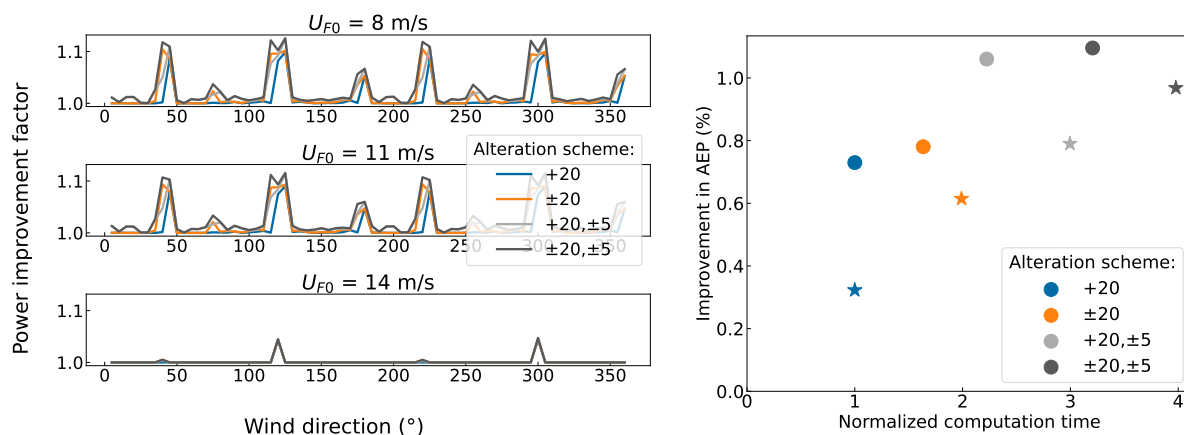 U_F0 = 8 m/s
1.1
1.0
0 50 100 150 200 250 300 350
U_F0 = 11 m/s
1.1
1.0
0 50 100 150 200 250 300 350
U_F0 = 14 m/s
1.1
1.0
0 50 100 150 200 250 300 350
Power improvement factor
Wind direction (°)
Alteration scheme:
+20
±20
+20,±5
±20,±5
Improvement in AEP (%)
1.0
0.8
0.6
0.4
0.2
0.0
0 1 2 3 4
Normalized computation time
Alteration scheme:
+20
±20
+20,±5
±20,±5